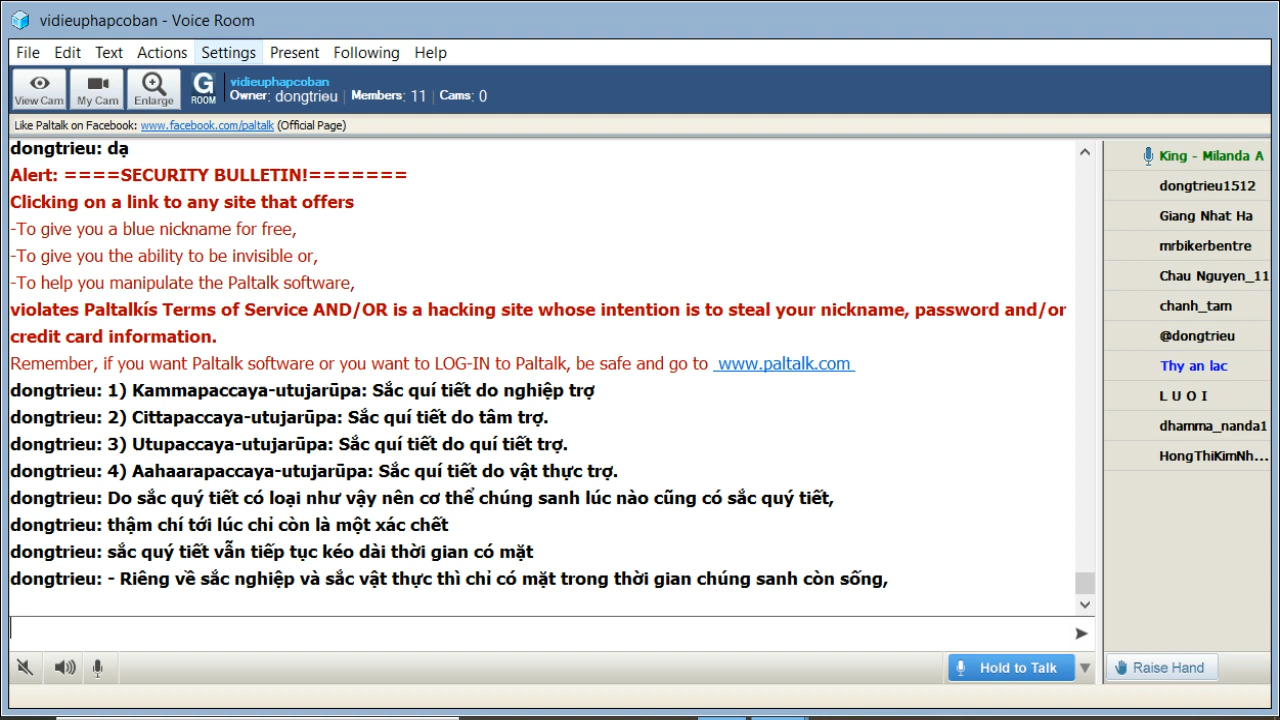 vidieuphapcoban - Voice Room
File Edit Text Actions Settings Present Following Help
View Cam My Cam Enlarge G ROOM
vidieuphapcoban
Owner: dongtrieu | Members: 11 | Cams: 0
Like Paltalk on Facebook: www.facebook.com/paltalk (Official Page)
dongtrieu: dạ
Alert: ====SECURITY BULLETIN!=======
Clicking on a link to any site that offers
-To give you a blue nickname for free,
-To give you the ability to be invisible or,
-To help you manipulate the Paltalk software,
violates Paltalkís Terms of Service AND/OR is a hacking site whose intention is to steal your nickname, password and/or
credit card information.
Remember, if you want Paltalk software or you want to LOG-IN to Paltalk, be safe and go to www.paltalk.com
dongtrieu: 1) Kammapaccaya-utujarūpa: Sắc quí tiết do nghiệp trợ
dongtrieu: 2) Cittapaccaya-utujarūpa: Sắc quí tiết do tâm trợ.
dongtrieu: 3) Utupaccaya-utujarūpa: Sắc quí tiết do quí tiết trợ.
dongtrieu: 4) Aahaarapaccaya-utujarūpa: Sắc quí tiết do vật thực trợ.
dongtrieu: Do sắc quý tiết có loại như vậy nên cơ thể chúng sanh lúc nào cũng có sắc quý tiết,
dongtrieu: thậm chí tới lúc chỉ còn là một xác chết
dongtrieu: sắc quý tiết vẫn tiếp tục kéo dài thời gian có mặt
dongtrieu: - Riêng về sắc nghiệp và sắc vật thực thì chỉ có mặt trong thời gian chúng sanh còn sống,
King - Milanda A
dongtrieu1512
Giang Nhat Ha
mrbikerbentre
Chau Nguyen_11
chanh_tam
@dongtrieu
Thy an lac
L U O I
dhamma_nanda1
HongThiKimNh...
Hold to Talk
Raise Hand